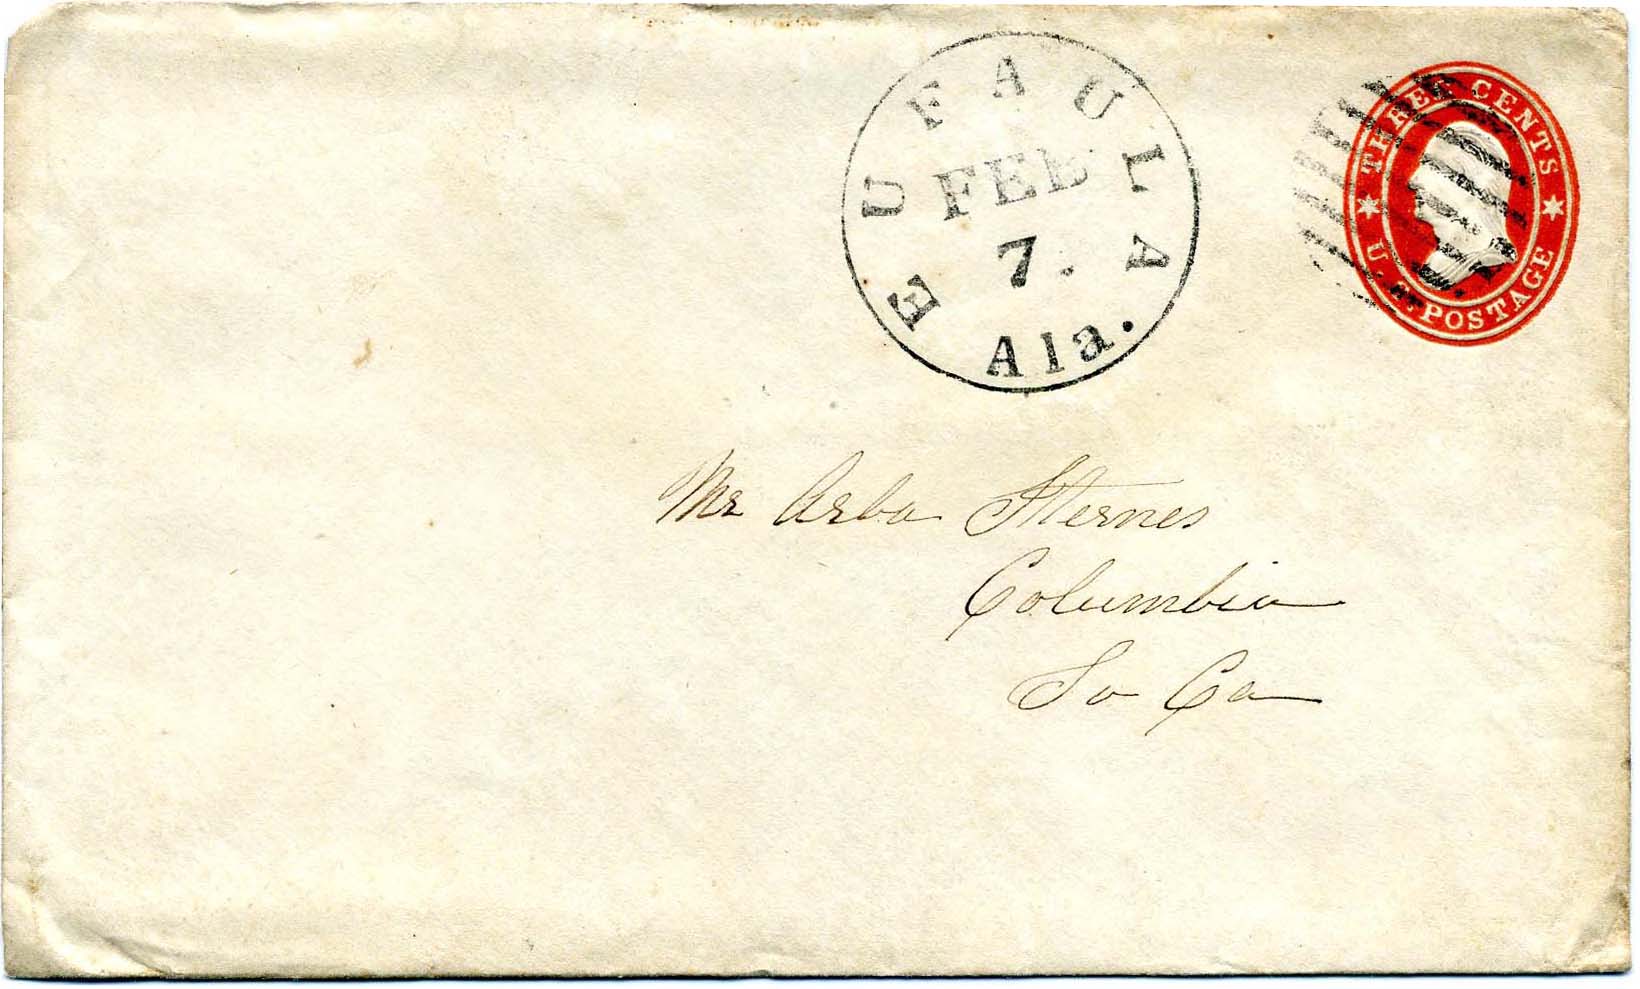 EUFAULA
FEB
7.
Ala.
THREE CENTS
U. S. POSTAGE
Mr Arba Sternes
Columbia
So Ca